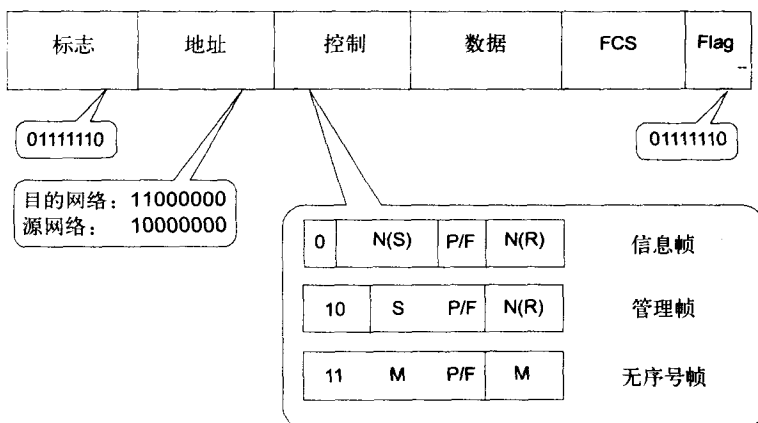 标志 地址 控制 数据 FCS Flag
01111110
01111110
目的网络：11000000
源网络：10000000
0 N(S) P/F N(R) 信息帧
10 S P/F N(R) 管理帧
11 M P/F M 无序号帧